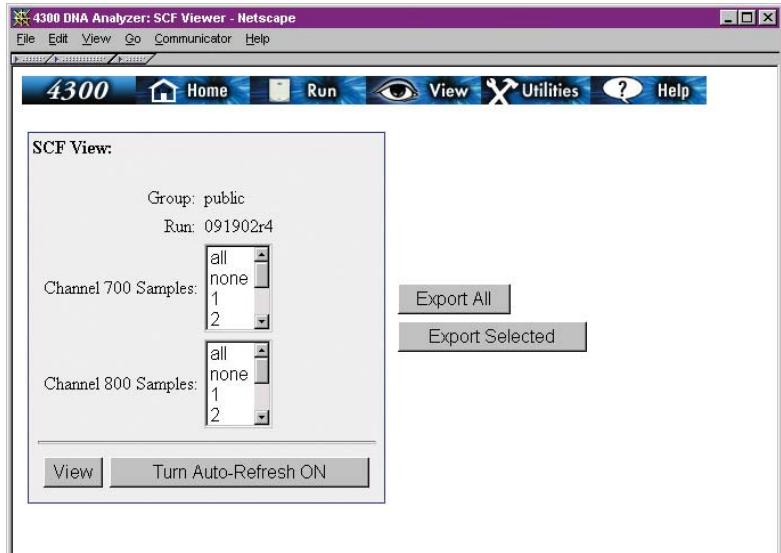 4300 DNA Analyzer: SCF Viewer - Netscape
File Edit View Go Communicator Help
4300 Home Run View Utilities ? Help
SCF View:
Group: public
Run: 091902r4
Channel 700 Samples:
all
none
1
2
Channel 800 Samples:
all
none
1
2
View Turn Auto-Refresh ON
Export All
Export Selected